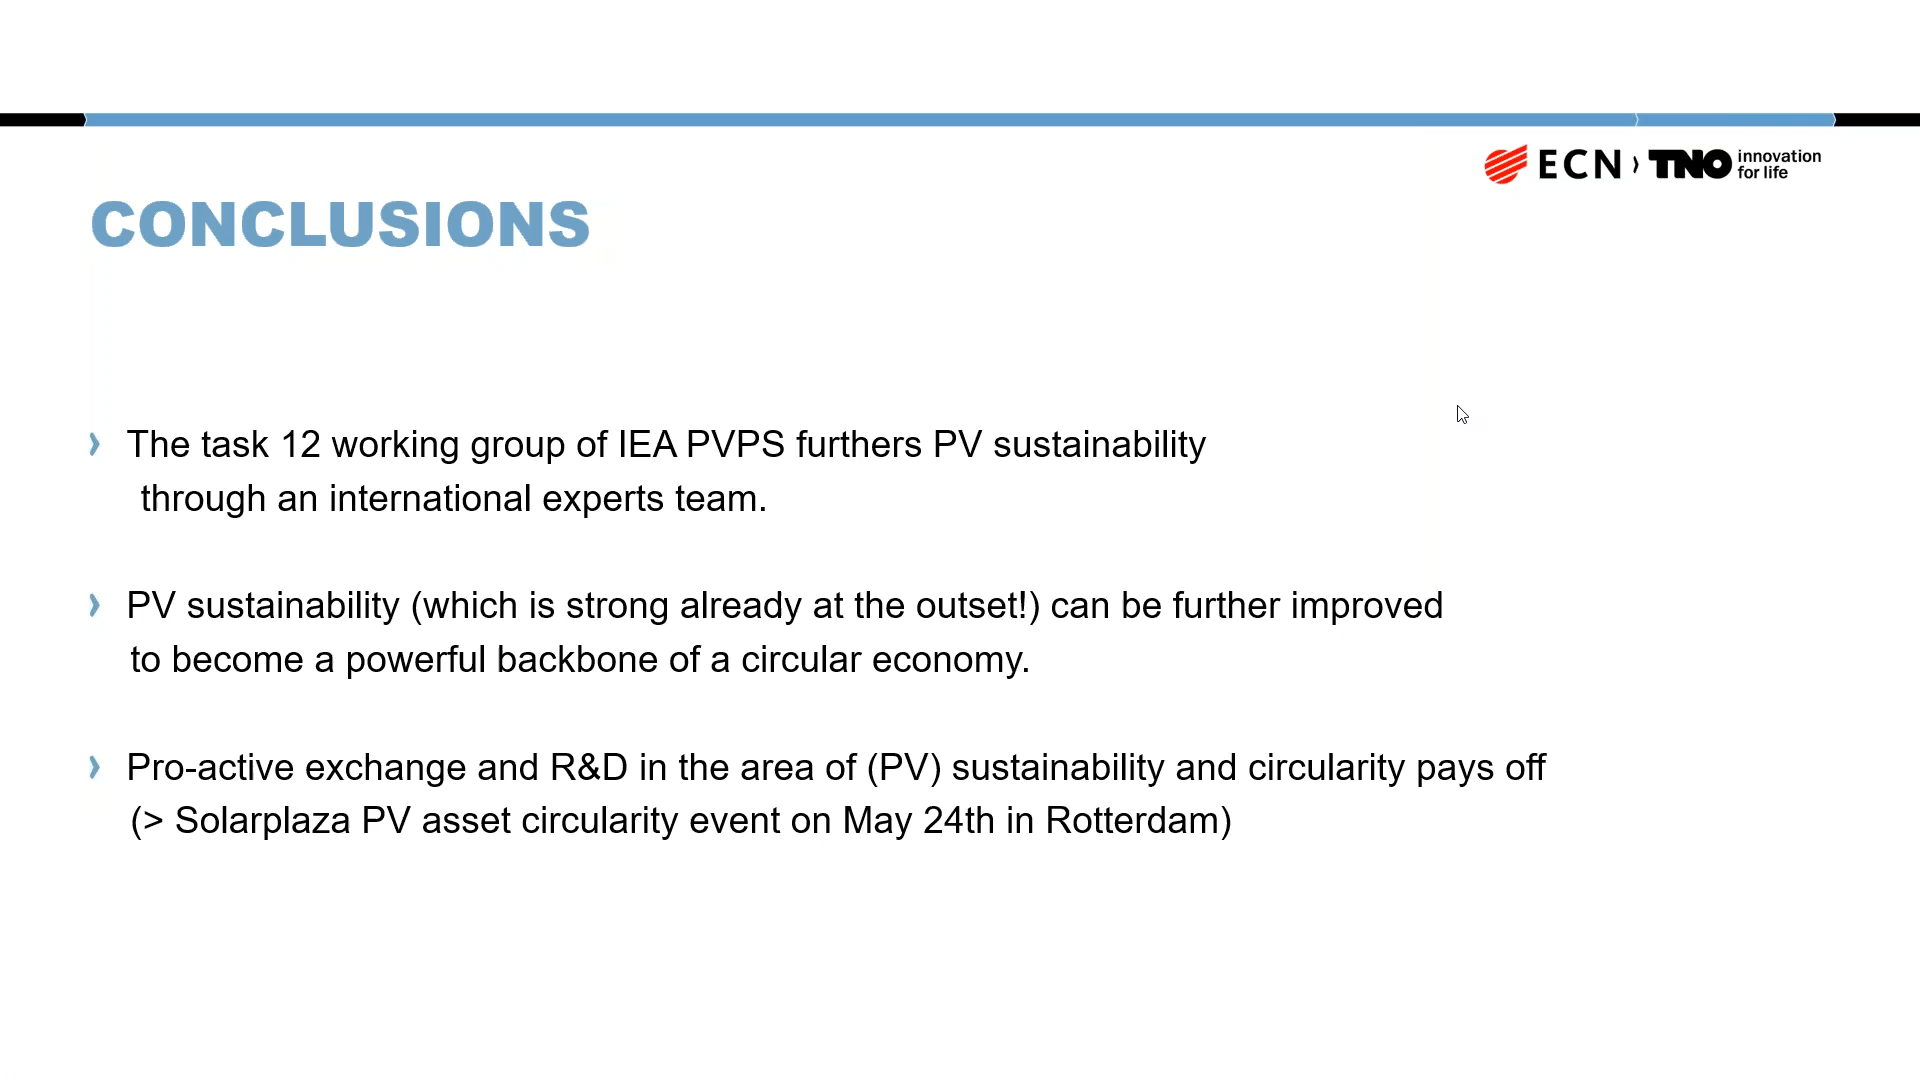 ECN › TNO innovation
for life
CONCLUSIONS
› The task 12 working group of IEA PVPS furthers PV sustainability
through an international experts team.
› PV sustainability (which is strong already at the outset!) can be further improved
to become a powerful backbone of a circular economy.
› Pro-active exchange and R&D in the area of (PV) sustainability and circularity pays off
(> Solarplaza PV asset circularity event on May 24th in Rotterdam)